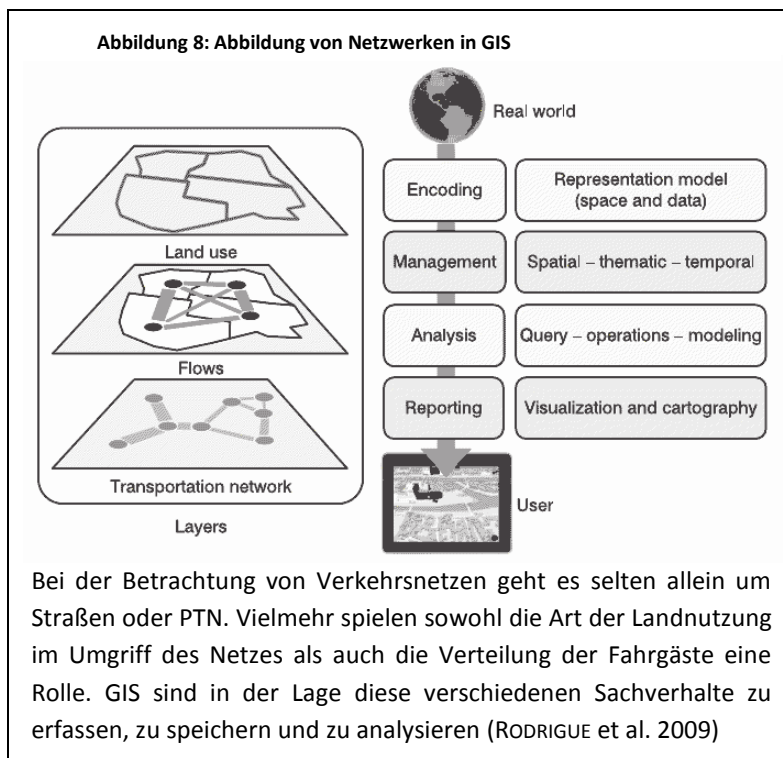 Abbildung 8: Abbildung von Netzwerken in GIS
Real world
Land use
Flows
Transportation network
Layers
Encoding
Representation model
(space and data)
Management
Spatial – thematic – temporal
Analysis
Query – operations – modeling
Reporting
Visualization and cartography
User
Bei der Betrachtung von Verkehrsnetzen geht es selten allein um
Straßen oder PTN. Vielmehr spielen sowohl die Art der Landnutzung
im Umgriff des Netzes als auch die Verteilung der Fahrgäste eine
Rolle. GIS sind in der Lage diese verschiedenen Sachverhalte zu
erfassen, zu speichern und zu analysieren (RODRIGUE et al. 2009)